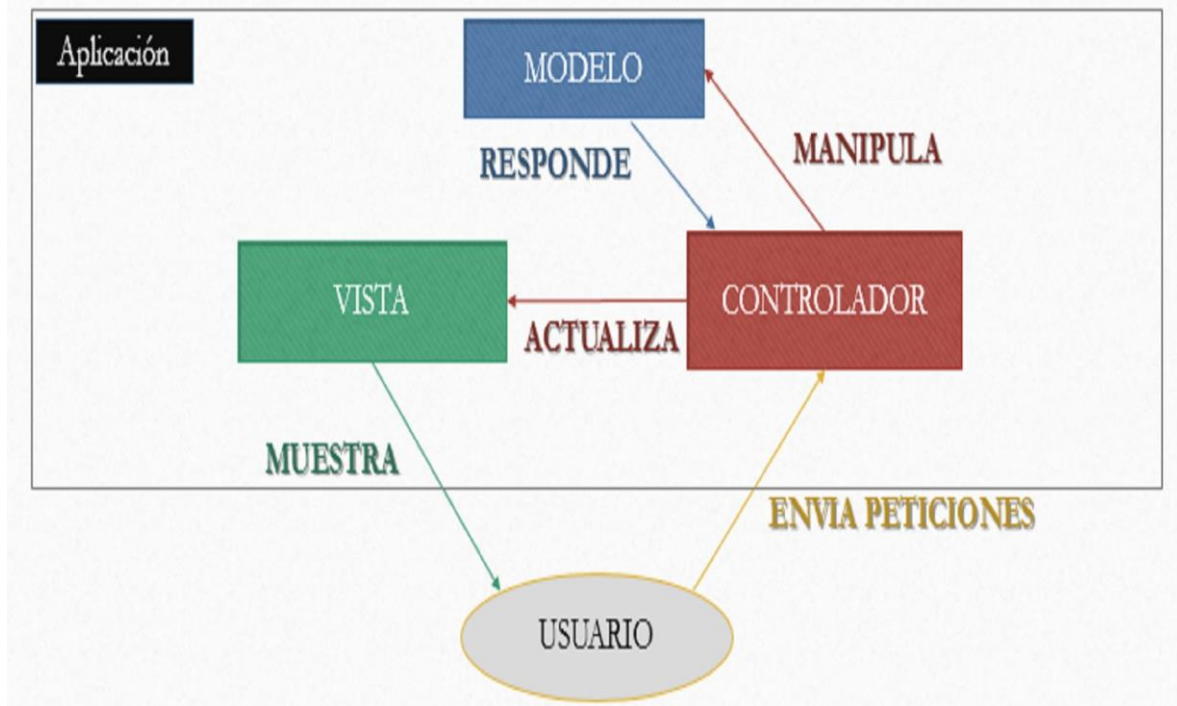 Aplicación
MODELO
RESPONDE
MANIPULA
VISTA
CONTROLADOR
ACTUALIZA
MUESTRA
ENVIA PETICIONES
USUARIO